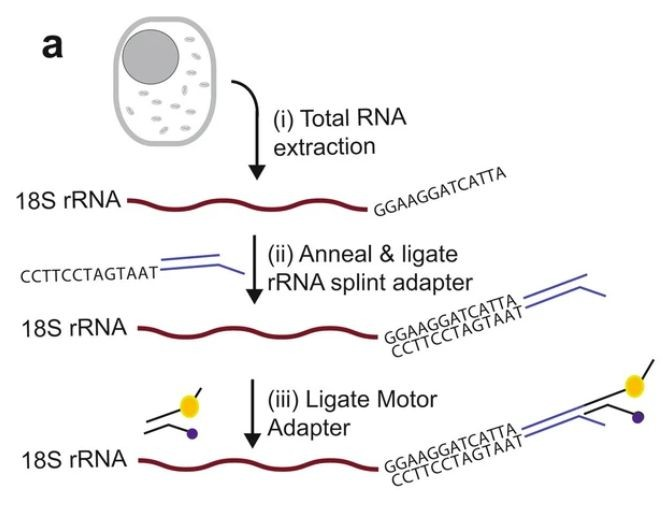 a
(i) Total RNA
extraction
18S rRNA
GGAAGGATCATTA
(ii) Anneal & ligate
rRNA splint adapter
CCTTCCTAGTAAT
18S rRNA
GGAAGGATCATTA
CCTTCCTAGTAAT
(iii) Ligate Motor
Adapter
18S rRNA
GGAAGGATCATTA
CCTTCCTAGTAAT